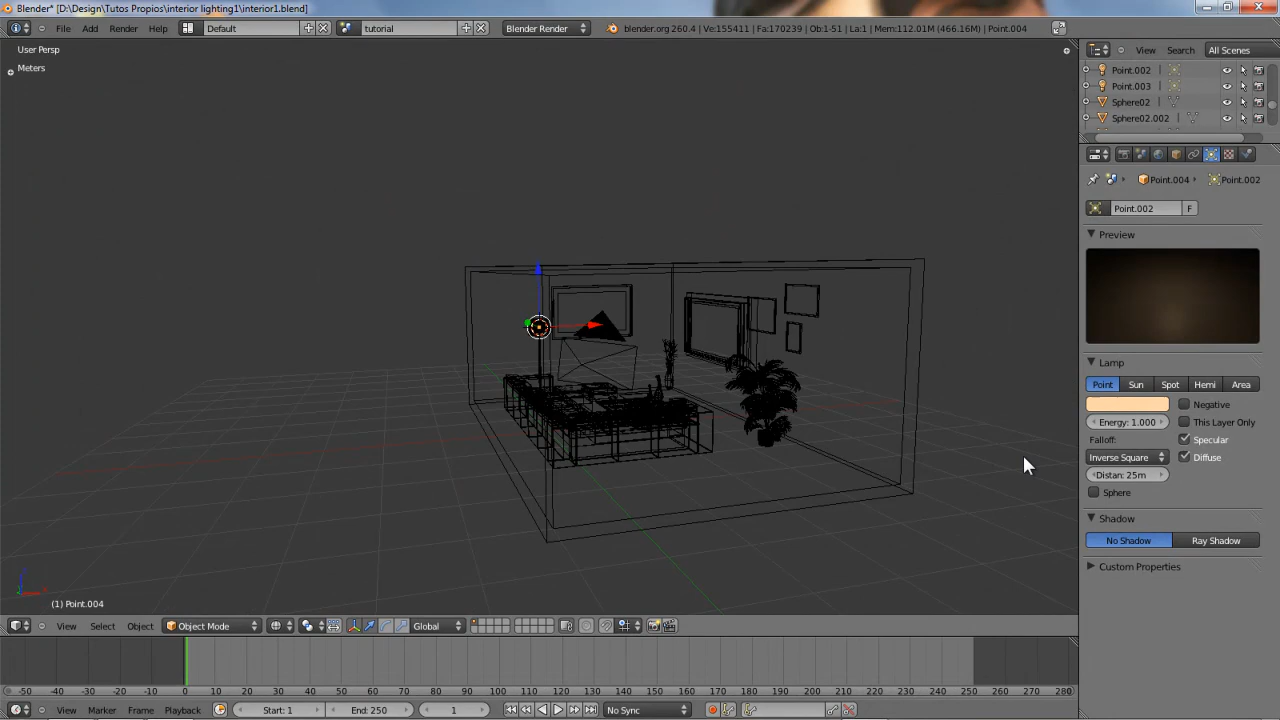 Blender* [D:\Design\Tutos Propios\interior lighting1\interior1.blend]
File Add Render Help Default tutorial Blender Render blender.org 260.4 | Ve:155411 | Fa:170239 | Ob:1-51 | La:1 | Mem:112.01M (466.16M) | Point.004
User Persp
Meters
View Search All Scenes
Point.002
Point.003
Sphere02
Sphere02.002
Point.004 Point.002
Point.002 F
Preview
Lamp
Point Sun Spot Hemi Area
Negative
Energy: 1.000 This Layer Only
Falloff: Specular
Inverse Square Diffuse
Distan: 25m
Sphere
Shadow
No Shadow Ray Shadow
Custom Properties
(1) Point.004
View Select Object Object Mode Global
-50 -40 -30 -20 -10 0 10 20 30 40 50 60 70 80 90 100 110 120 130 140 150 160 170 180 190 200 210 220 230 240 250 260 270 280
View Marker Frame Playback Start: 1 End: 250 1 No Sync